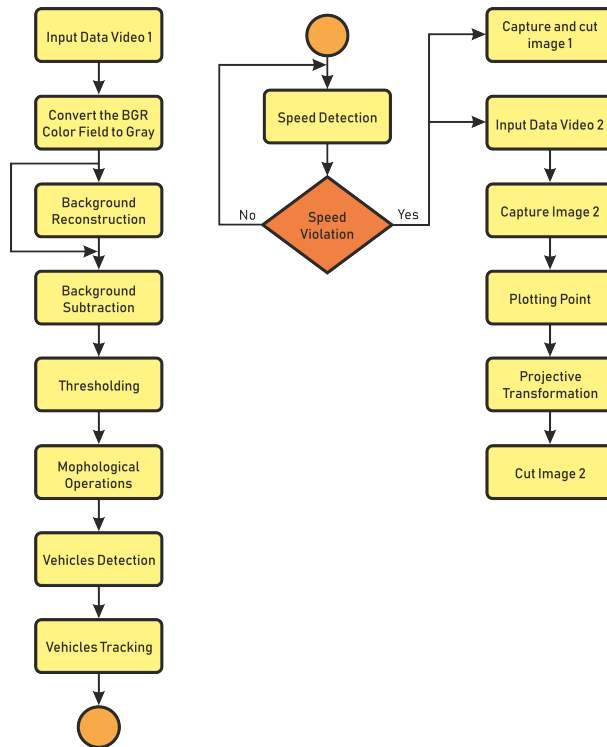 Input Data Video 1
Convert the BGR
Color Field to Gray
Background
Reconstruction
Background
Subtraction
Thresholding
Mophological
Operations
Vehicles Detection
Vehicles Tracking
Speed Detection
Speed
Violation
No
Yes
Capture and cut
image 1
Input Data Video 2
Capture Image 2
Plotting Point
Projective
Transformation
Cut Image 2